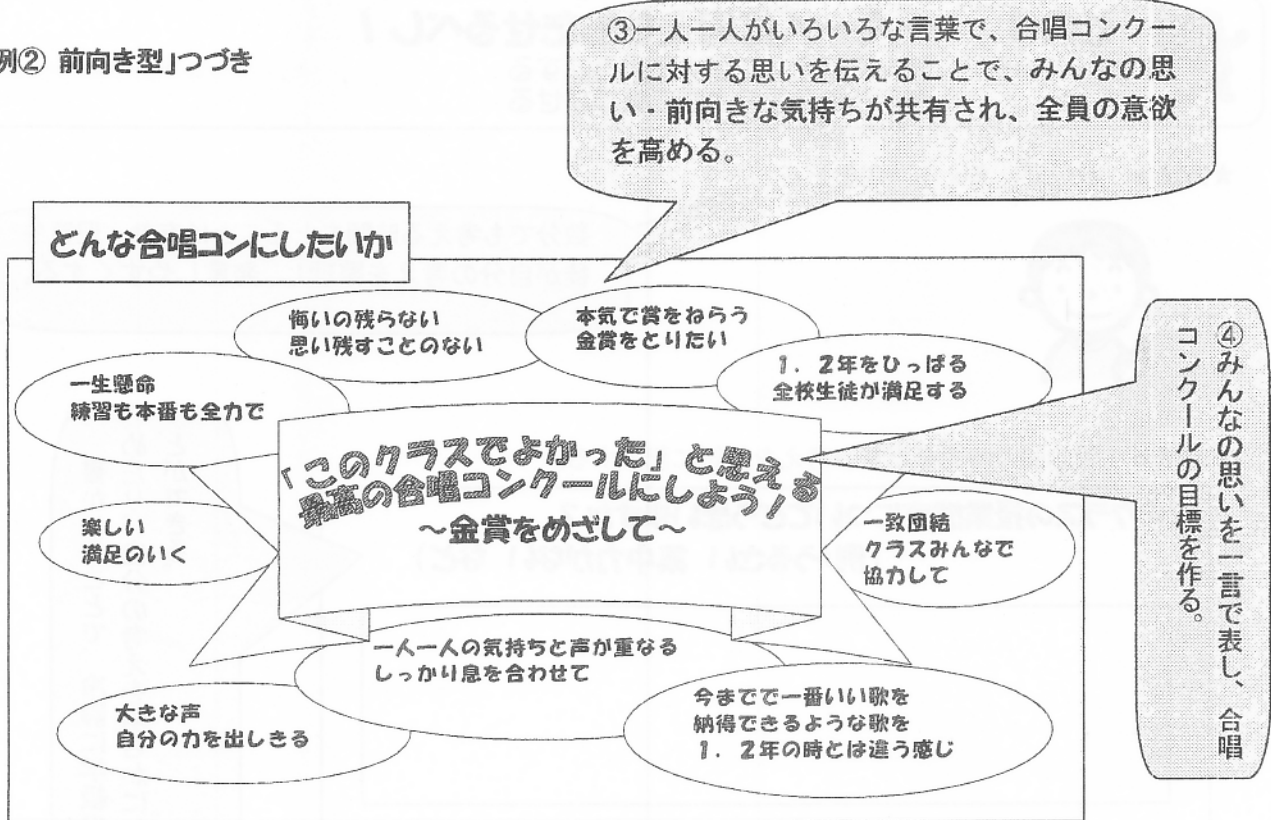 例② 前向き型」つづき
③一人一人がいろいろな言葉で、合唱コンクー
ルに対する思いを伝えることで、みんなの思
い・前向きな気持ちが共有され、全員の意欲
を高める。
どんな合唱コンにしたいか
悔いの残らない
思い残すことのない
本気で賞をねらう
金賞をとりたい
1．2年をひっぱる
全校生徒が満足する
一生懸命
練習も本番も全力で
「このクラスでよかった」と思える
最高の合唱コンクールにしよう！
～金賞をめざして～
④みんなの思いを一言で表し、合唱
コンクールの目標を作る。
楽しい
満足のいく
一致団結
クラスみんなで
協力して
一人一人の気持ちと声が重なる
しっかり息を合わせて
大きな声
自分の力を出しきる
今までで一番いい歌を
納得できるような歌を
1．2年の時とは違う感じ